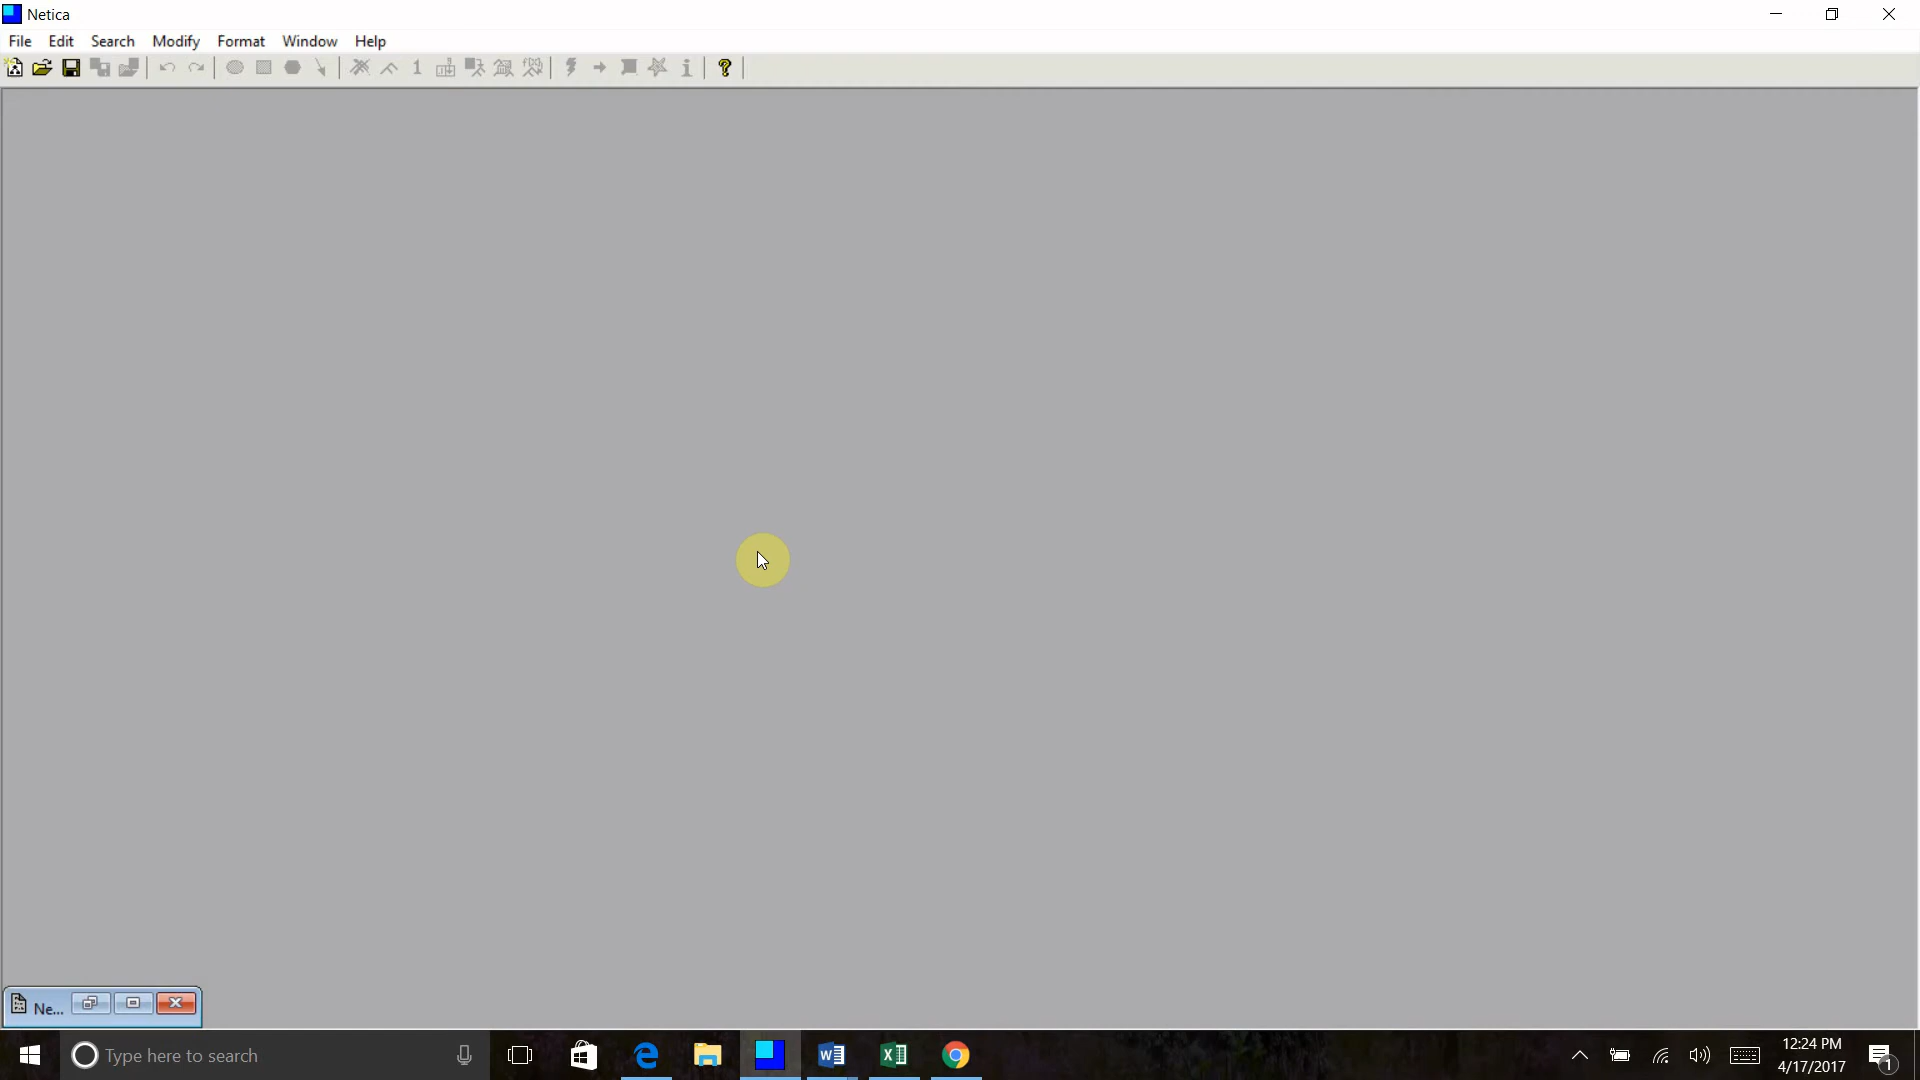 Netica
File Edit Search Modify Format Window Help
Ne...
Type here to search
12:24 PM
4/17/2017
1